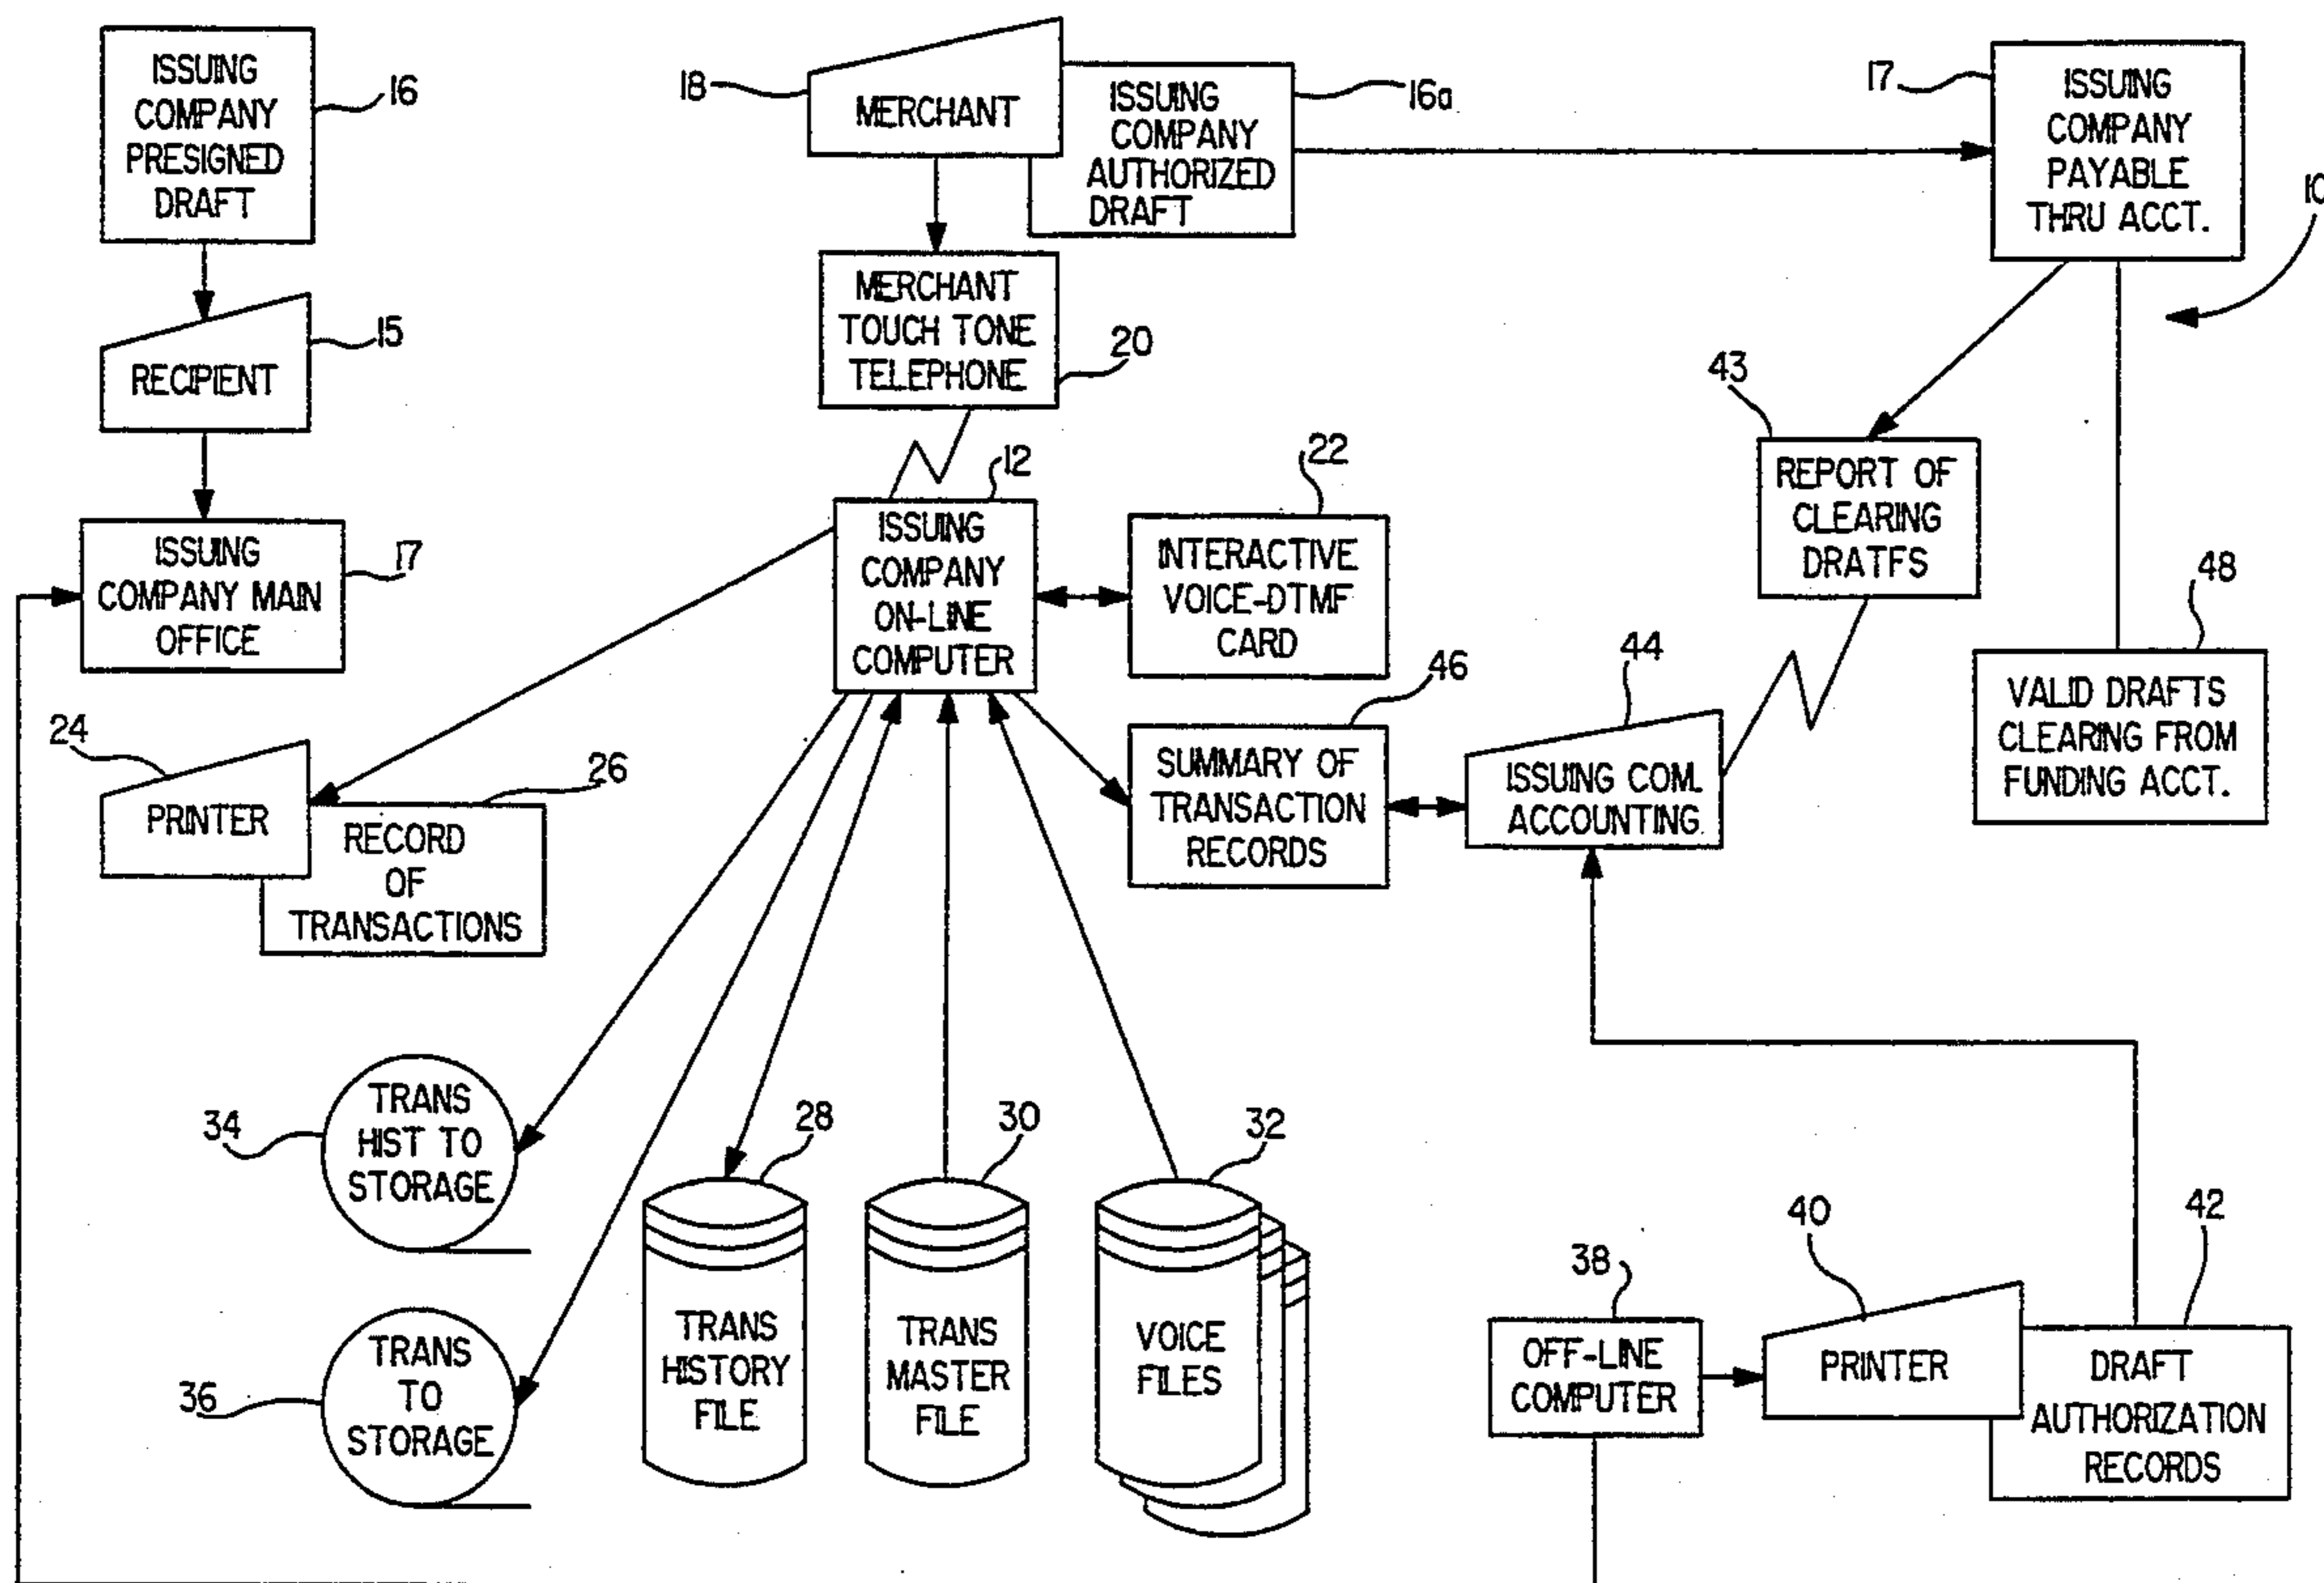 ISSUING
COMPANY
PRESIGNED
DRAFT
16
RECIPIENT
15
ISSUING
COMPANY MAIN
OFFICE
17
18
MERCHANT
ISSUING
COMPANY
AUTHORIZED
DRAFT
16a
MERCHANT
TOUCH TONE
TELEPHONE
20
17
ISSUING
COMPANY
PAYABLE
THRU ACCT.
10
12
ISSUING
COMPANY
ON-LINE
COMPUTER
22
INTERACTIVE
VOICE-DTMF
CARD
43
REPORT OF
CLEARING
DRATFS
48
VALID DRAFTS
CLEARING FROM
FUNDING ACCT.
46
SUMMARY OF
TRANSACTION
RECORDS
44
ISSUING COM.
ACCOUNTING
24
PRINTER
26
RECORD
OF
TRANSACTIONS
34
TRANS
HIST TO
STORAGE
36
TRANS
TO
STORAGE
28
TRANS
HISTORY
FILE
30
TRANS
MASTER
FILE
32
VOICE
FILES
38
OFF-LINE
COMPUTER
40
PRINTER
42
DRAFT
AUTHORIZATION
RECORDS